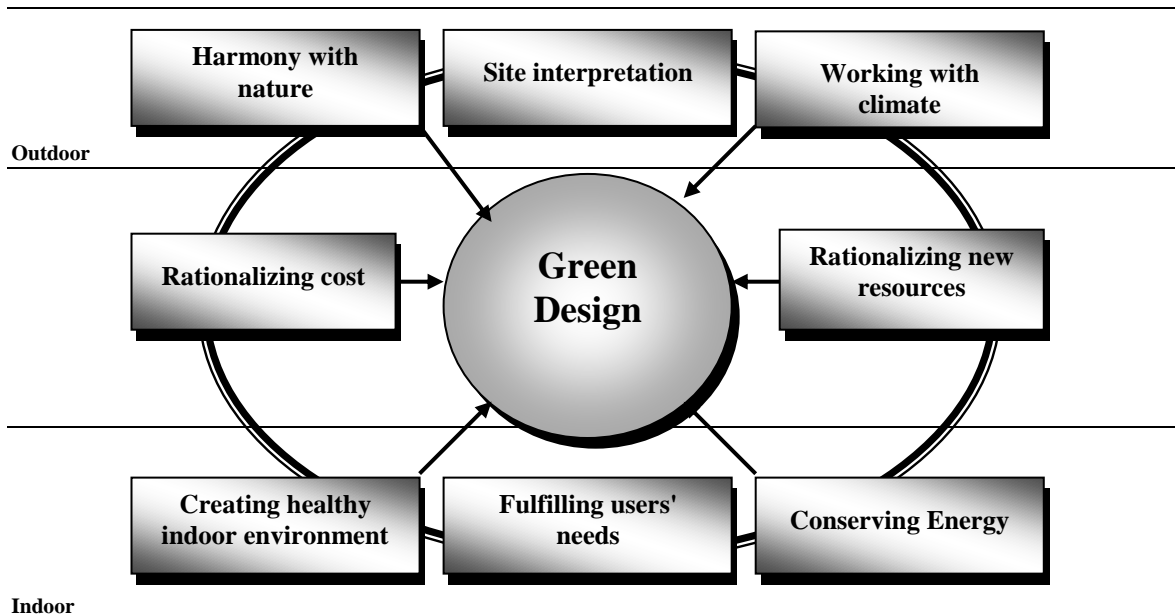 Harmony with
nature
Site interpretation
Working with
climate
Outdoor
Rationalizing cost
Green
Design
Rationalizing new
resources
Creating healthy
indoor environment
Fulfilling users'
needs
Conserving Energy
Indoor